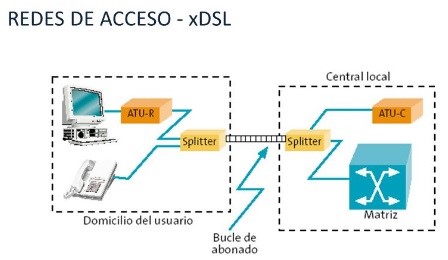 REDES DE ACCESO - xDSL
Central local
ATU-R
ATU-C
Splitter
Splitter
Domicilio del usuario
Matriz
Bucle de
abonado